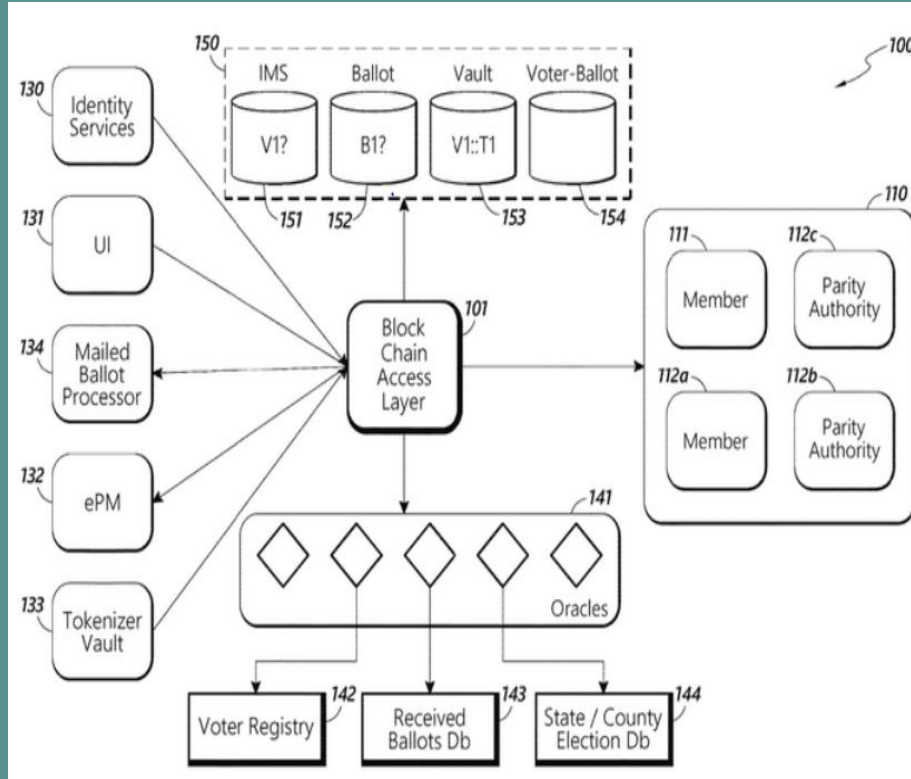 100
150
IMS
Ballot
Vault
Voter-Ballot
V1?
B1?
V1::T1
151
152
153
154
130
Identity
Services
131
UI
134
Mailed
Ballot
Processor
132
ePM
133
Tokenizer
Vault
101
Block
Chain
Access
Layer
110
111
Member
112c
Parity
Authority
112a
Member
112b
Parity
Authority
141
Oracles
142
Voter Registry
143
Received
Ballots Db
144
State / County
Election Db